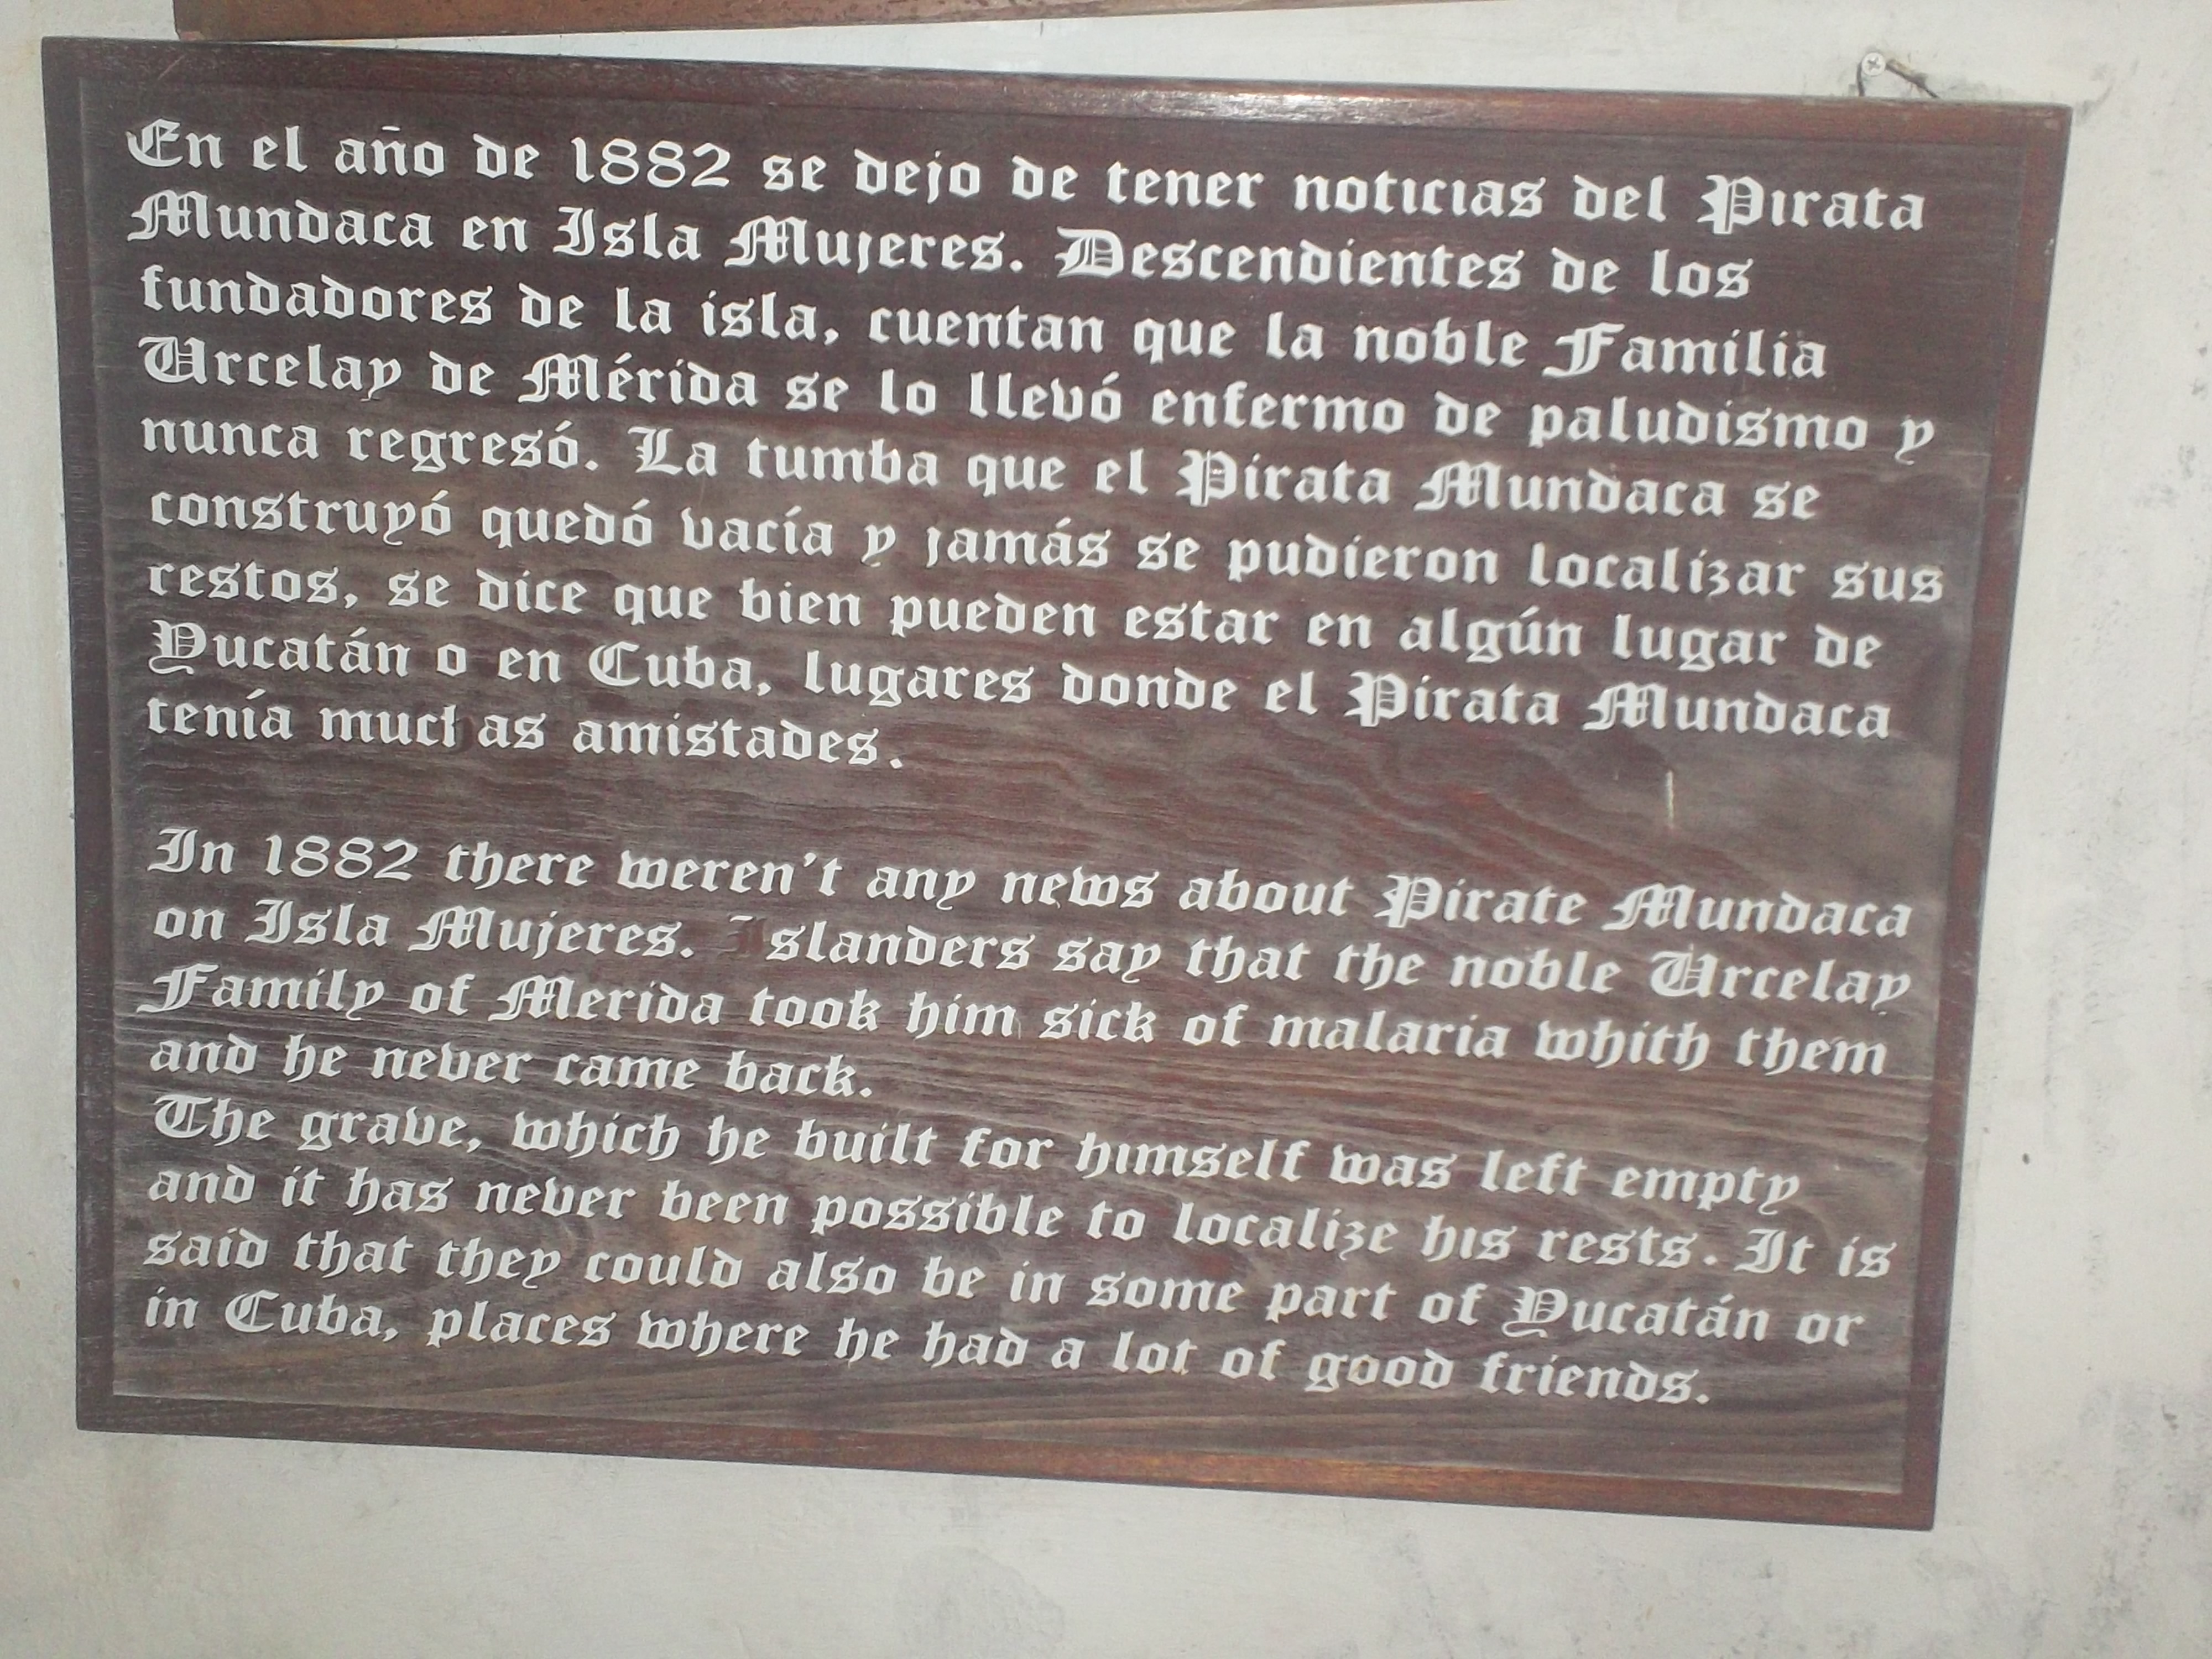 En el año de 1882 se dejo de tener noticias del Pirata
Mundaca en Isla Mujeres. Descendientes de los
fundadores de la isla, cuentan que la noble Familia
Urcelay de Mérida se lo llevó enfermo de paludismo y
nunca regresó. La tumba que el Pirata Mundaca se
construyó quedó vacía y jamás se pudieron localizar sus
restos, se dice que bien pueden estar en algún lugar de
Yucatán o en Cuba, lugares donde el Pirata Mundaca
tenía muchas amistades.
In 1882 there weren't any news about Pirate Mundaca
on Isla Mujeres. Islanders say that the noble Urcelay
Family of Merida took him sick of malaria whith them
and he never came back.
The grave, which he built for himself was left empty
and it has never been possible to localize his rests. It is
said that they could also be in some part of Yucatán or
in Cuba, places where he had a lot of good friends.